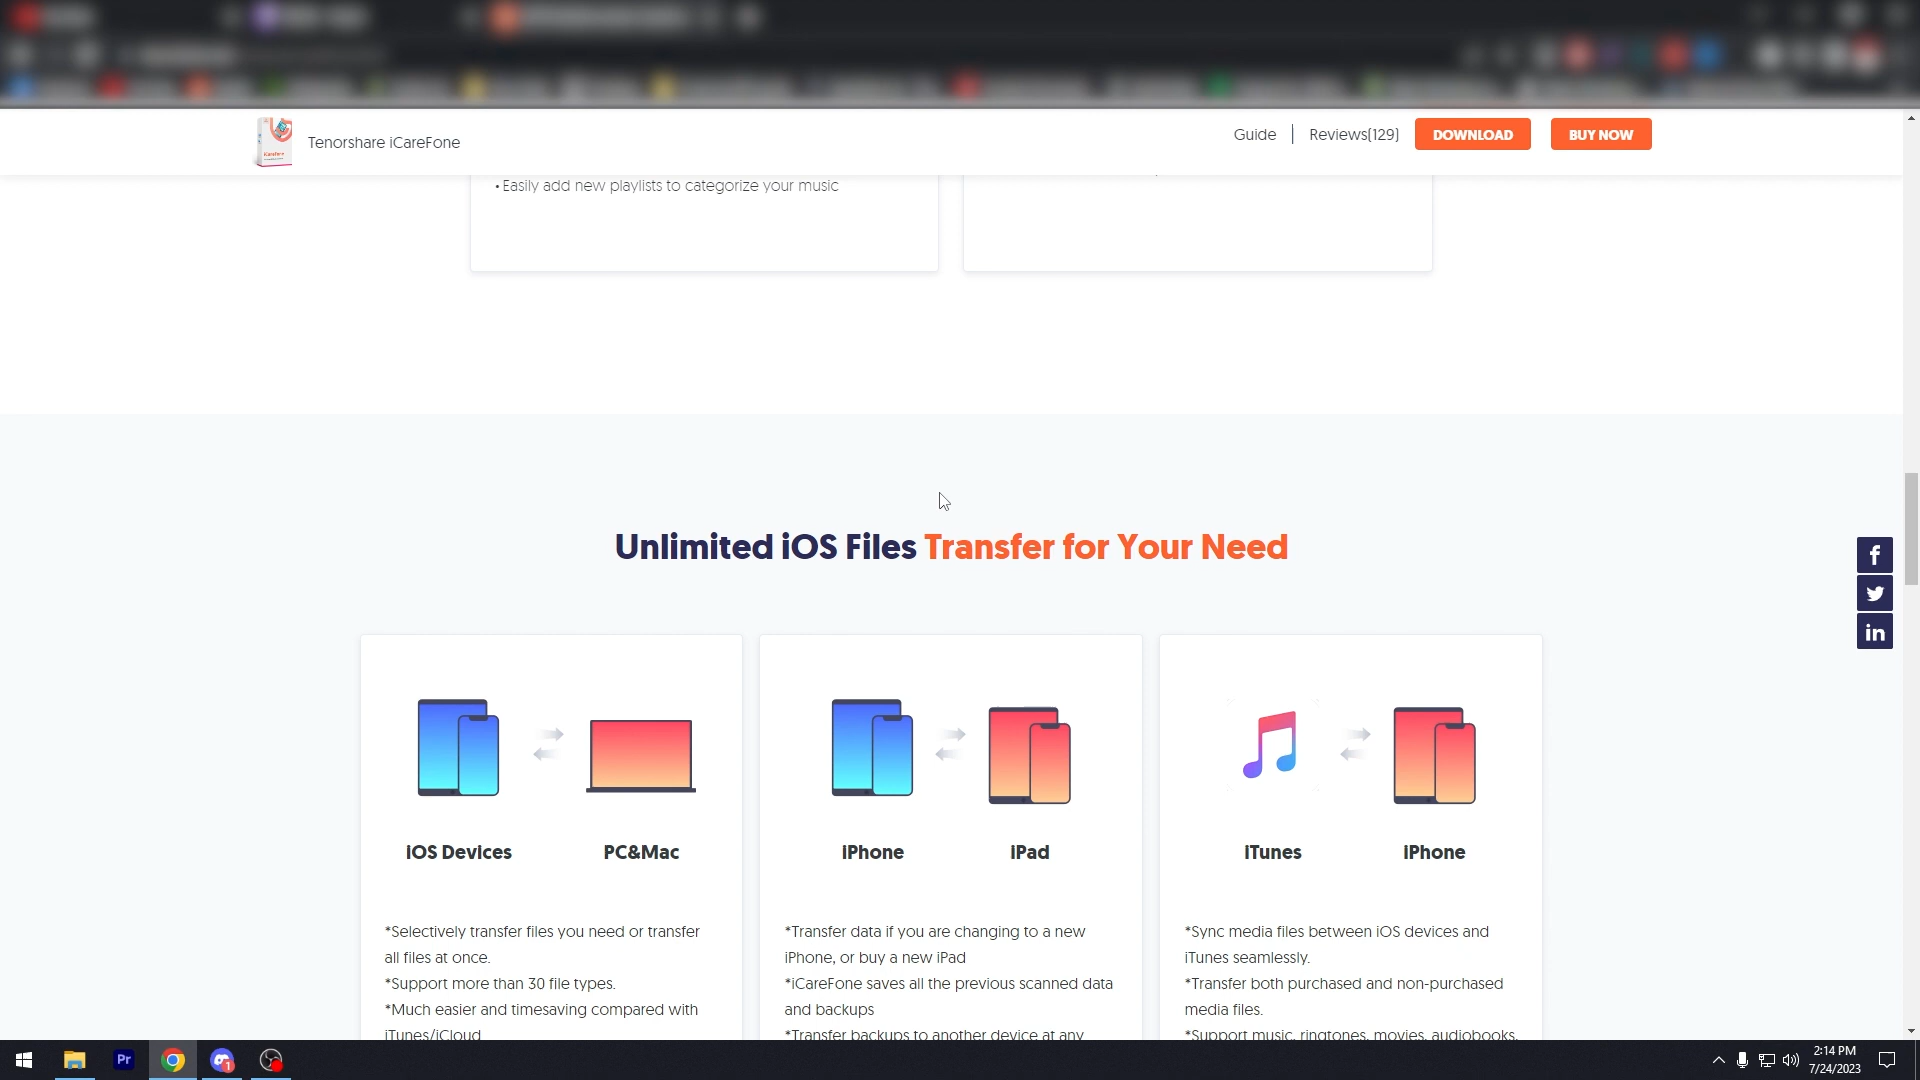 Tenorshare iCareFone
Guide
Reviews(129)
DOWNLOAD
BUY NOW
• Easily add new playlists to categorize your music
Unlimited iOS Files Transfer for Your Need
iOS Devices
PC&Mac
*Selectively transfer files you need or transfer
all files at once.
*Support more than 30 file types.
*Much easier and timesaving compared with
iTunes/iCloud
iPhone
iPad
*Transfer data if you are changing to a new
iPhone, or buy a new iPad
*iCareFone saves all the previous scanned data
and backups
*Transfer backups to another device at any
iTunes
iPhone
*Sync media files between iOS devices and
iTunes seamlessly.
*Transfer both purchased and non-purchased
media files.
*Support music, ringtones, movies, audiobooks,
f
in
Pr
1
2:14 PM
7/24/2023